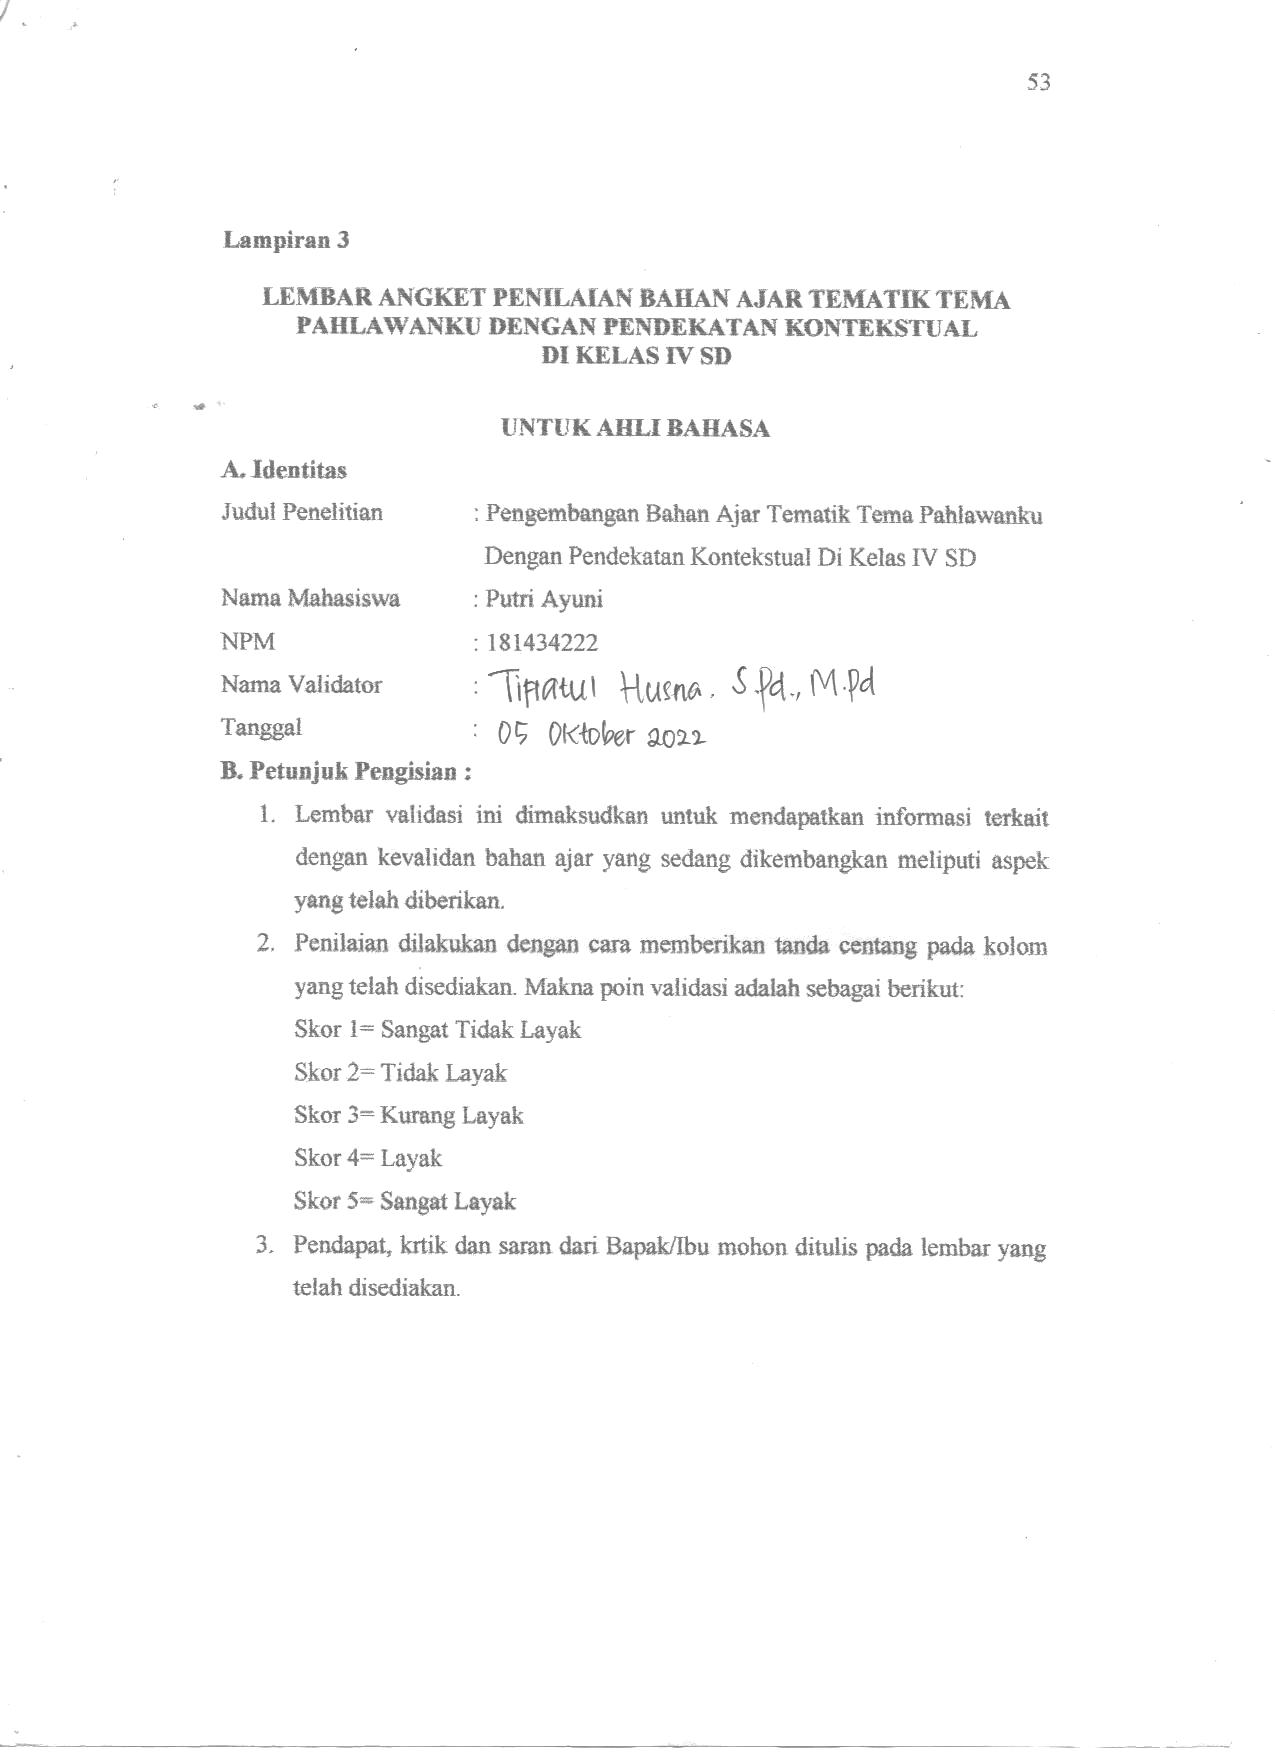 53
Lampiran 3
LEMBAR ANGKET PENILAIAN BAHAN AJAR TEMATIK TEMA
PAHLAWANKU DENGAN PENDEKATAN KONTEKSTUAL
DI KELAS IV SD
UNTUK AHLI BAHASA
A. Identitas
Judul Penelitian : Pengembangan Bahan Ajar Tematik Tema Pahlawanku
Dengan Pendekatan Kontekstual Di Kelas IV SD
Nama Mahasiswa : Putri Ayuni
NPM : 181434222
Nama Validator : Husna, S.Pd., M.Pd
Tanggal : 05 Oktober 2022
B. Petunjuk Pengisian :
1. Lembar validasi ini dimaksudkan untuk mendapatkan informasi terkait
dengan kevalidan bahan ajar yang sedang dikembangkan meliputi aspek
yang telah diberikan.
2. Penilaian dilakukan dengan cara memberikan tanda centang pada kolom
yang telah disediakan. Makna poin validasi adalah sebagai berikut:
Skor 1= Sangat Tidak Layak
Skor 2= Tidak Layak
Skor 3= Kurang Layak
Skor 4= Layak
Skor 5= Sangat Layak
3. Pendapat, krtik dan saran dari Bapak/Ibu mohon ditulis pada lembar yang
telah disediakan.